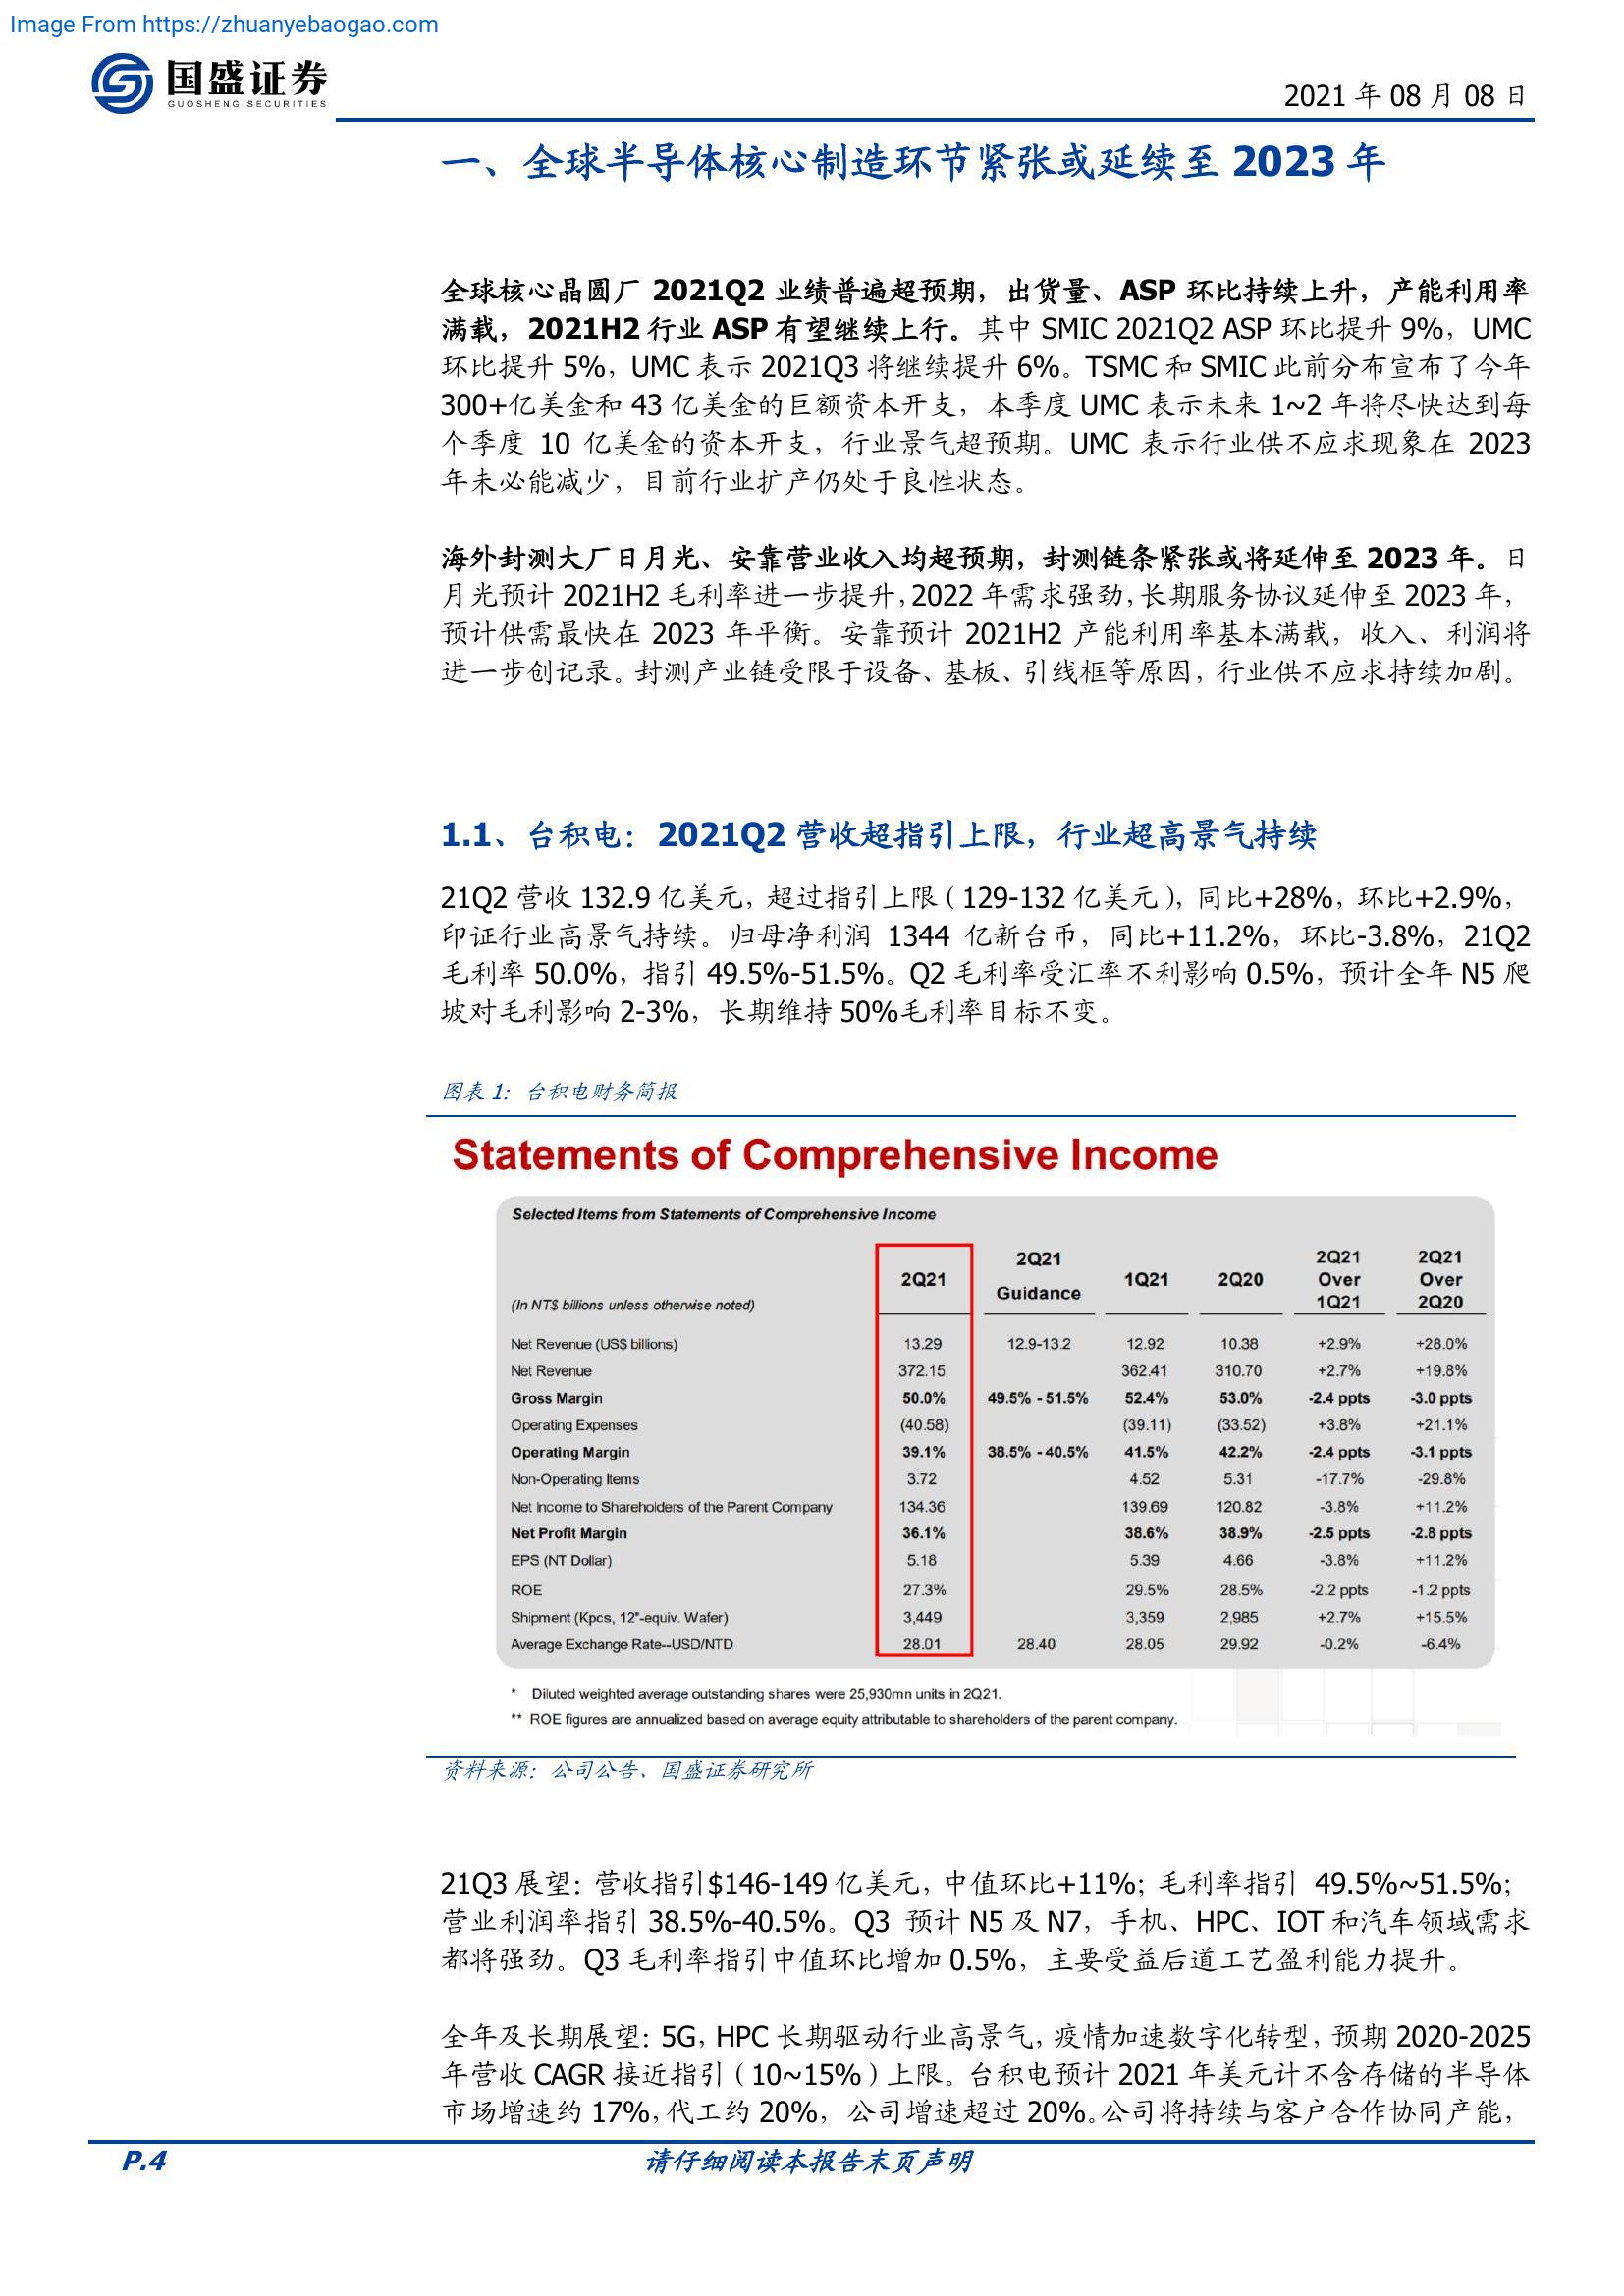 Image From https://zhuanyebaogao.com
国盛证券
GUOSHENG SECURITIES
2021 年 08 月 08 日
一、全球半导体核心制造环节紧张或延续至 2023 年
全球核心晶圆厂 2021Q2 业绩普遍超预期，出货量、ASP 环比持续上升，产能利用率
满载，2021H2 行业 ASP 有望继续上行。其中 SMIC 2021Q2 ASP 环比提升 9%，UMC
环比提升 5%，UMC 表示 2021Q3 将继续提升 6%。TSMC 和 SMIC 此前分布宣布了今年
300+亿美金和 43 亿美金的巨额资本开支，本季度 UMC 表示未来 1~2 年将尽快达到每
个季度 10 亿美金的资本开支，行业景气超预期。UMC 表示行业供不应求现象在 2023
年未必能减少，目前行业扩产仍处于良性状态。
海外封测大厂日月光、安靠营业收入均超预期，封测链条紧张或将延伸至 2023 年。日
月光预计 2021H2 毛利率进一步提升，2022 年需求强劲，长期服务协议延伸至 2023 年，
预计供需最快在 2023 年平衡。安靠预计 2021H2 产能利用率基本满载，收入、利润将
进一步创记录。封测产业链受限于设备、基板、引线框等原因，行业供不应求持续加剧。
1.1、台积电：2021Q2 营收超指引上限，行业超高景气持续
21Q2 营收 132.9 亿美元，超过指引上限（129-132 亿美元），同比+28%，环比+2.9%，
印证行业高景气持续。归母净利润 1344 亿新台币，同比+11.2%，环比-3.8%，21Q2
毛利率 50.0%，指引 49.5%-51.5%。Q2 毛利率受汇率不利影响 0.5%，预计全年 N5 爬
坡对毛利影响 2-3%，长期维持 50%毛利率目标不变。
图表 1：台积电财务简报
Statements of Comprehensive Income
Selected Items from Statements of Comprehensive Income
(In NT$ billions unless otherwise noted) 2Q21 2Q21 Guidance 1Q21 2Q20 2Q21 Over 1Q21 2Q21 Over 2Q20
Net Revenue (US$ billions) 13.29 12.9-13.2 12.92 10.38 +2.9% +28.0%
Net Revenue 372.15 362.41 310.70 +2.7% +19.8%
Gross Margin 50.0% 49.5% - 51.5% 52.4% 53.0% -2.4 ppts -3.0 ppts
Operating Expenses (40.58) (39.11) (33.52) +3.8% +21.1%
Operating Margin 39.1% 38.5% - 40.5% 41.5% 42.2% -2.4 ppts -3.1 ppts
Non-Operating Items 3.72 4.52 5.31 -17.7% -29.8%
Net Income to Shareholders of the Parent Company 134.36 139.69 120.82 -3.8% +11.2%
Net Profit Margin 36.1% 38.6% 38.9% -2.5 ppts -2.8 ppts
EPS (NT Dollar) 5.18 5.39 4.66 -3.8% +11.2%
ROE 27.3% 29.5% 28.5% -2.2 ppts -1.2 ppts
Shipment (Kpcs, 12"-equiv. Wafer) 3,449 3,359 2,985 +2.7% +15.5%
Average Exchange Rate--USD/NTD 28.01 28.40 28.05 29.92 -0.2% -6.4%
* Diluted weighted average outstanding shares were 25,930mn units in 2Q21.
** ROE figures are annualized based on average equity attributable to shareholders of the parent company.
资料来源：公司公告、国盛证券研究所
21Q3 展望：营收指引$146-149 亿美元，中值环比+11%；毛利率指引 49.5%~51.5%；
营业利润率指引 38.5%-40.5%。Q3 预计 N5 及 N7，手机、HPC、IOT 和汽车领域需求
都将强劲。Q3 毛利率指引中值环比增加 0.5%，主要受益后道工艺盈利能力提升。
全年及长期展望：5G，HPC 长期驱动行业高景气，疫情加速数字化转型，预期 2020-2025
年营收 CAGR 接近指引（10~15%）上限。台积电预计 2021 年美元计不含存储的半导体
市场增速约 17%，代工约 20%，公司增速超过 20%。公司将持续与客户合作协同产能，
P.4
请仔细阅读本报告末页声明